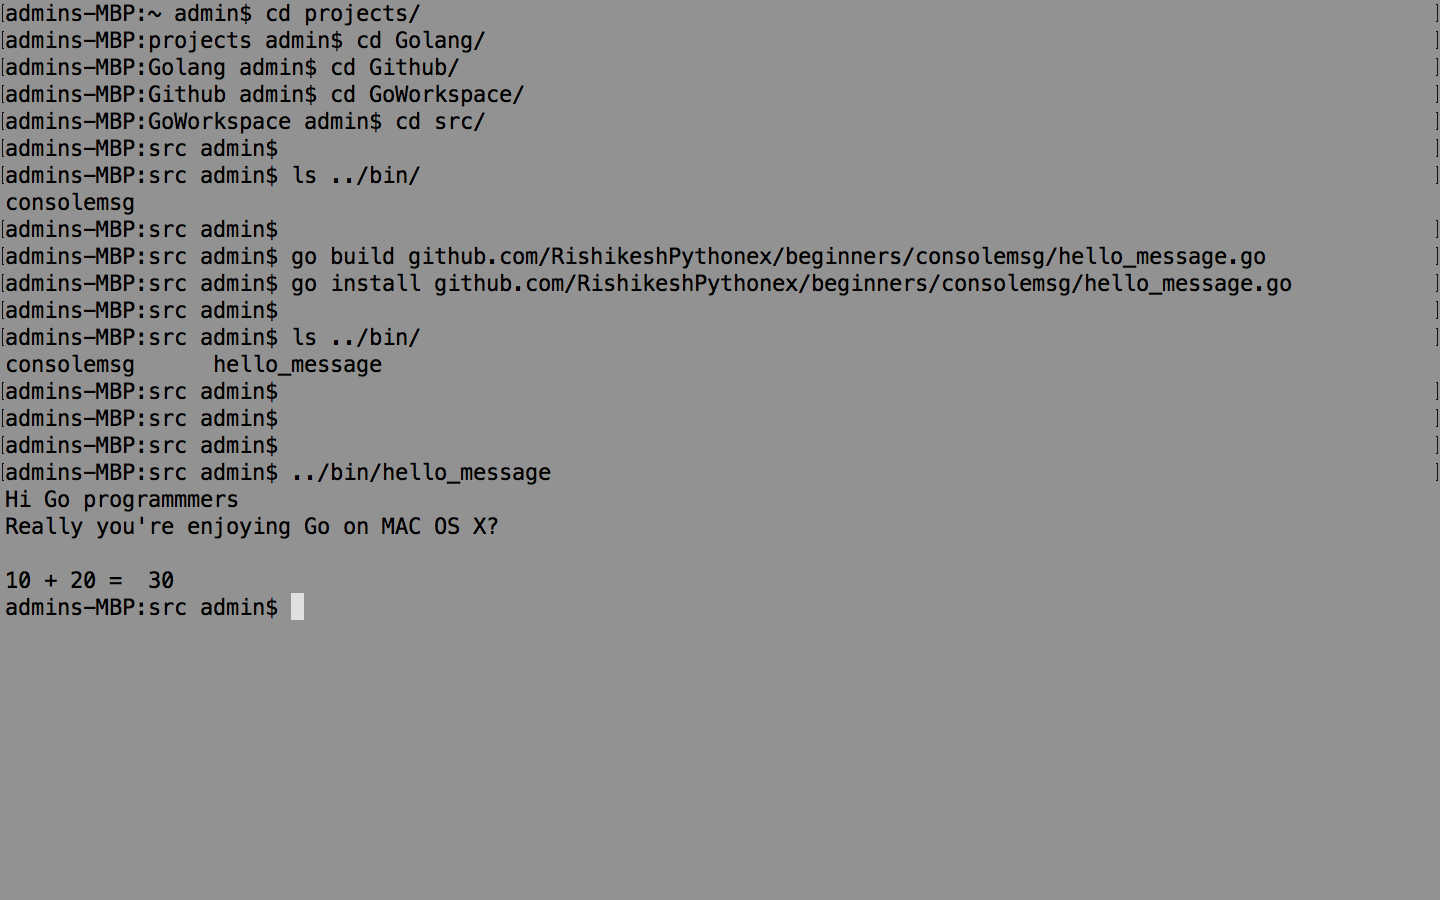 [admins-MBP:~ admin$ cd projects/ ]
[admins-MBP:projects admin$ cd Golang/ ]
[admins-MBP:Golang admin$ cd Github/ ]
[admins-MBP:Github admin$ cd GoWorkspace/ ]
[admins-MBP:GoWorkspace admin$ cd src/ ]
[admins-MBP:src admin$ ]
[admins-MBP:src admin$ ls ../bin/ ]
consolemsg
[admins-MBP:src admin$ ]
[admins-MBP:src admin$ go build github.com/RishikeshPythonex/beginners/consolemsg/hello_message.go ]
[admins-MBP:src admin$ go install github.com/RishikeshPythonex/beginners/consolemsg/hello_message.go ]
[admins-MBP:src admin$ ]
[admins-MBP:src admin$ ls ../bin/ ]
consolemsg      hello_message
[admins-MBP:src admin$ ]
[admins-MBP:src admin$ ]
[admins-MBP:src admin$ ]
[admins-MBP:src admin$ ../bin/hello_message ]
Hi Go programmmers
Really you're enjoying Go on MAC OS X?

10 + 20 =  30
admins-MBP:src admin$